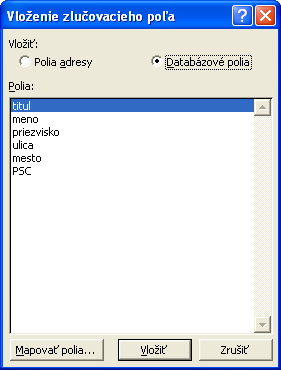 Vloženie zlučovacieho poľa
Vložiť:
Polia adresy Databázové polia
Polia:
titul
meno
priezvisko
ulica
mesto
PSC
Mapovať polia... Vložiť Zrušiť